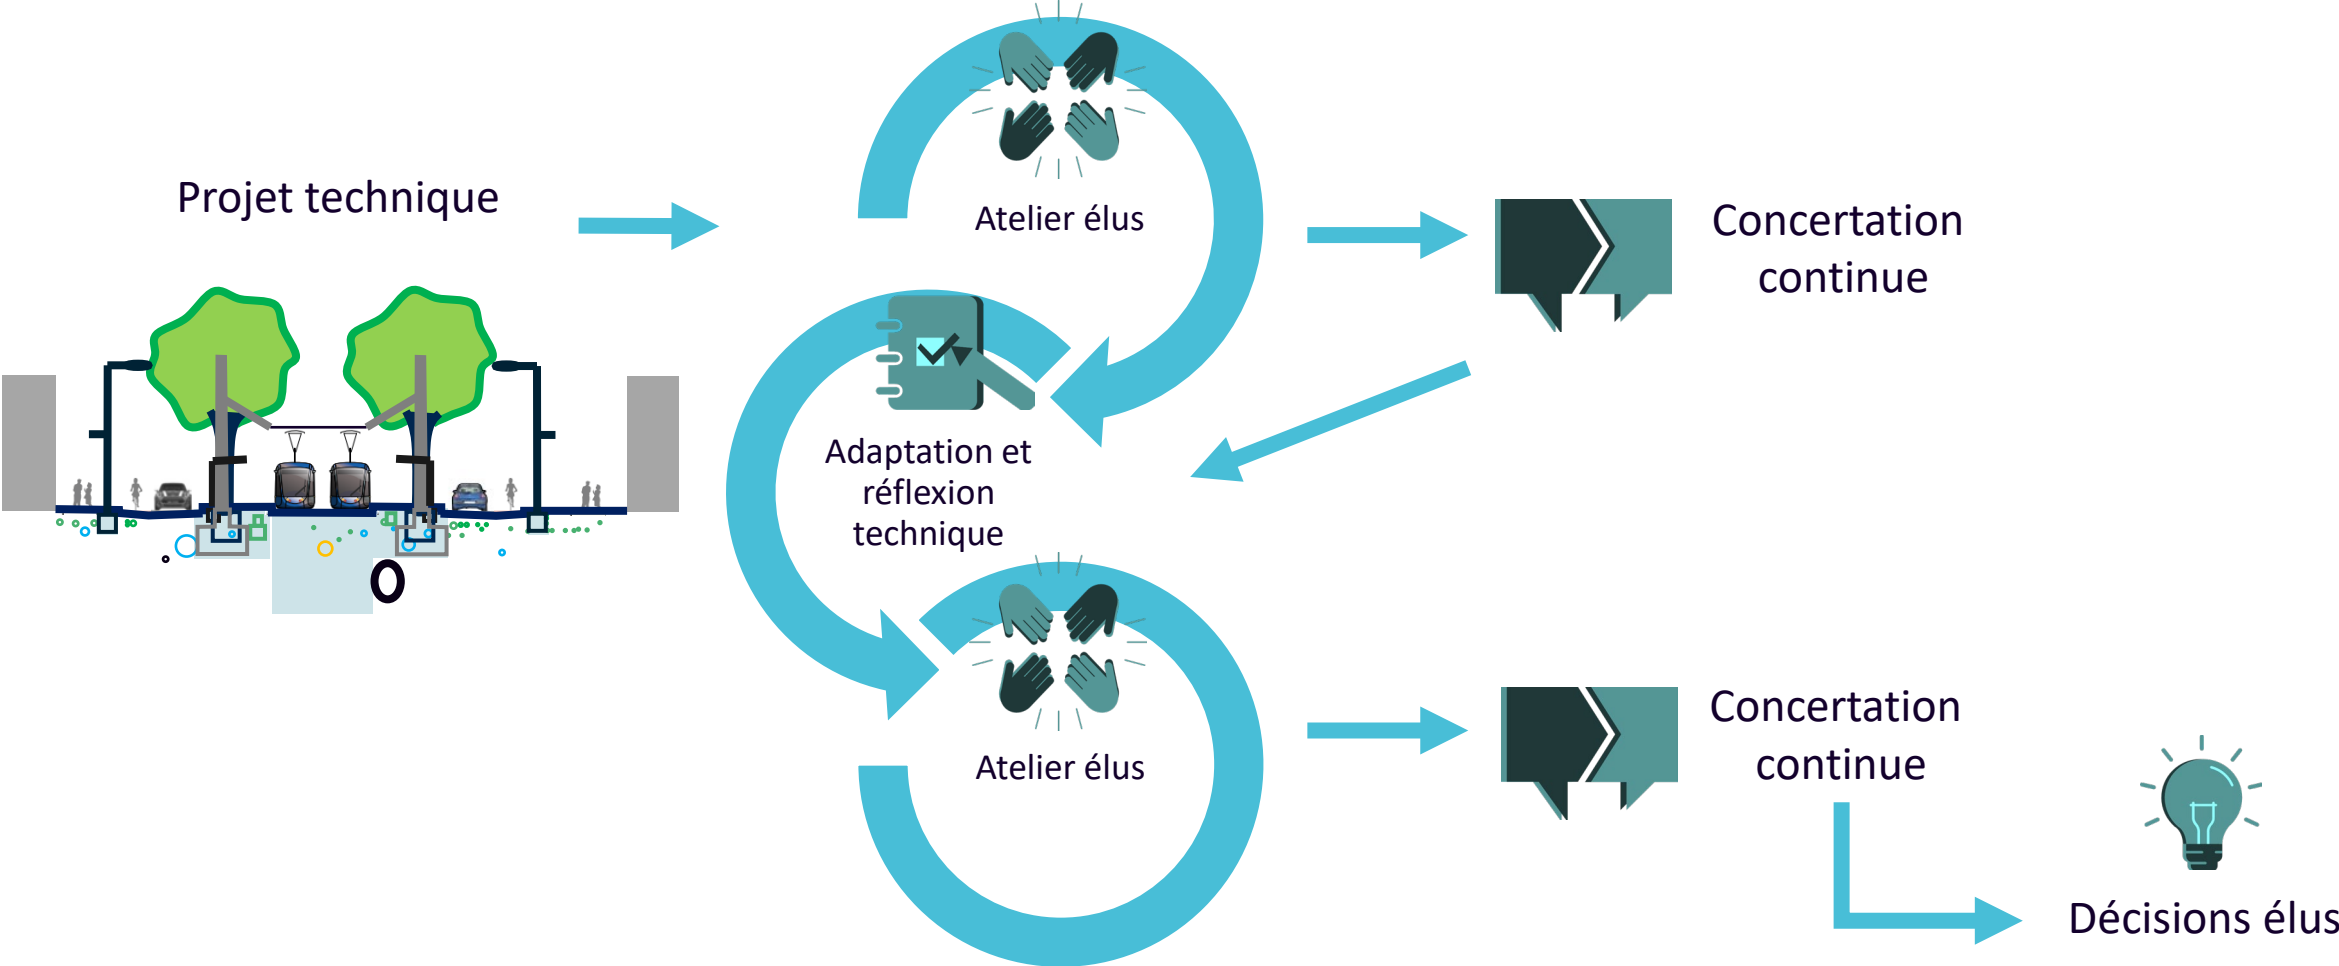 Projet technique
Atelier élus
Concertation
continue
Adaptation et
réflexion
technique
Atelier élus
Concertation
continue
Décisions élus